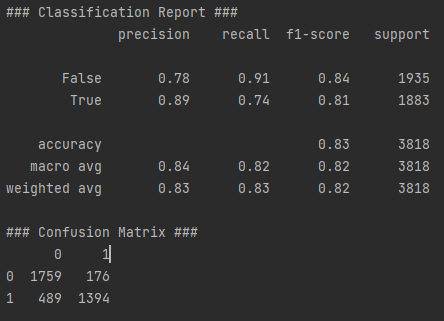 ### Classification Report ###
precision recall f1-score support
False 0.78 0.91 0.84 1935
True 0.89 0.74 0.81 1883
accuracy 0.83 3818
macro avg 0.84 0.82 0.82 3818
weighted avg 0.83 0.83 0.82 3818
### Confusion Matrix ###
0 1
0 1759 176
1 489 1394